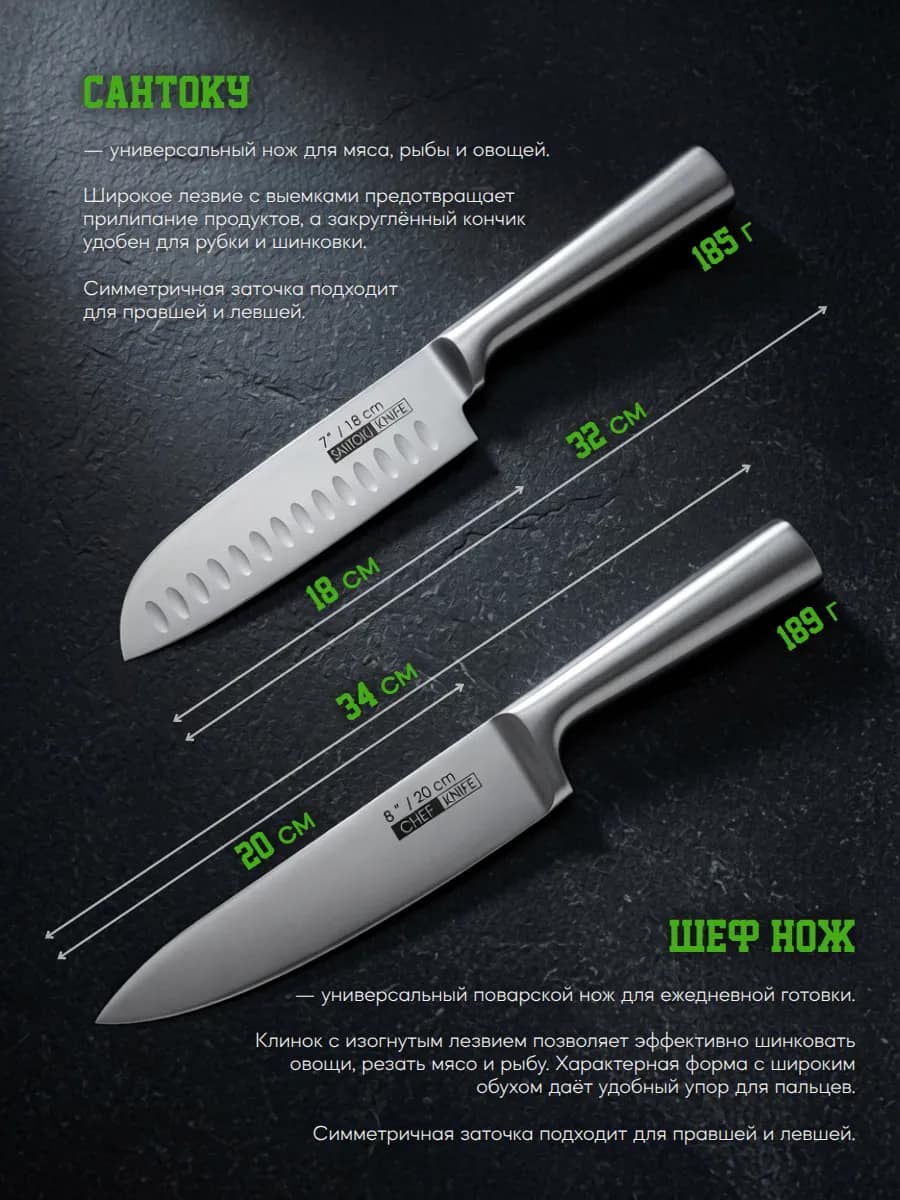 САНТОКУ
— универсальный нож для мяса, рыбы и овощей.
Широкое лезвие с выемками предотвращает
прилипание продуктов, а закруглённый кончик
удобен для рубки и шинковки.
Симметричная заточка подходит
для правшей и левшей.
185 г
7" / 18 cm
SANTOKU KNIFE
32 СМ
18 СМ
34 СМ
189 г
8" / 20 cm
CHEF KNIFE
20 СМ
ШЕФ НОЖ
— универсальный поварской нож для ежедневной готовки.
Клинок с изогнутым лезвием позволяет эффективно шинковать
овощи, резать мясо и рыбу. Характерная форма с широким
обухом даёт удобный упор для пальцев.
Симметричная заточка подходит для правшей и левшей.